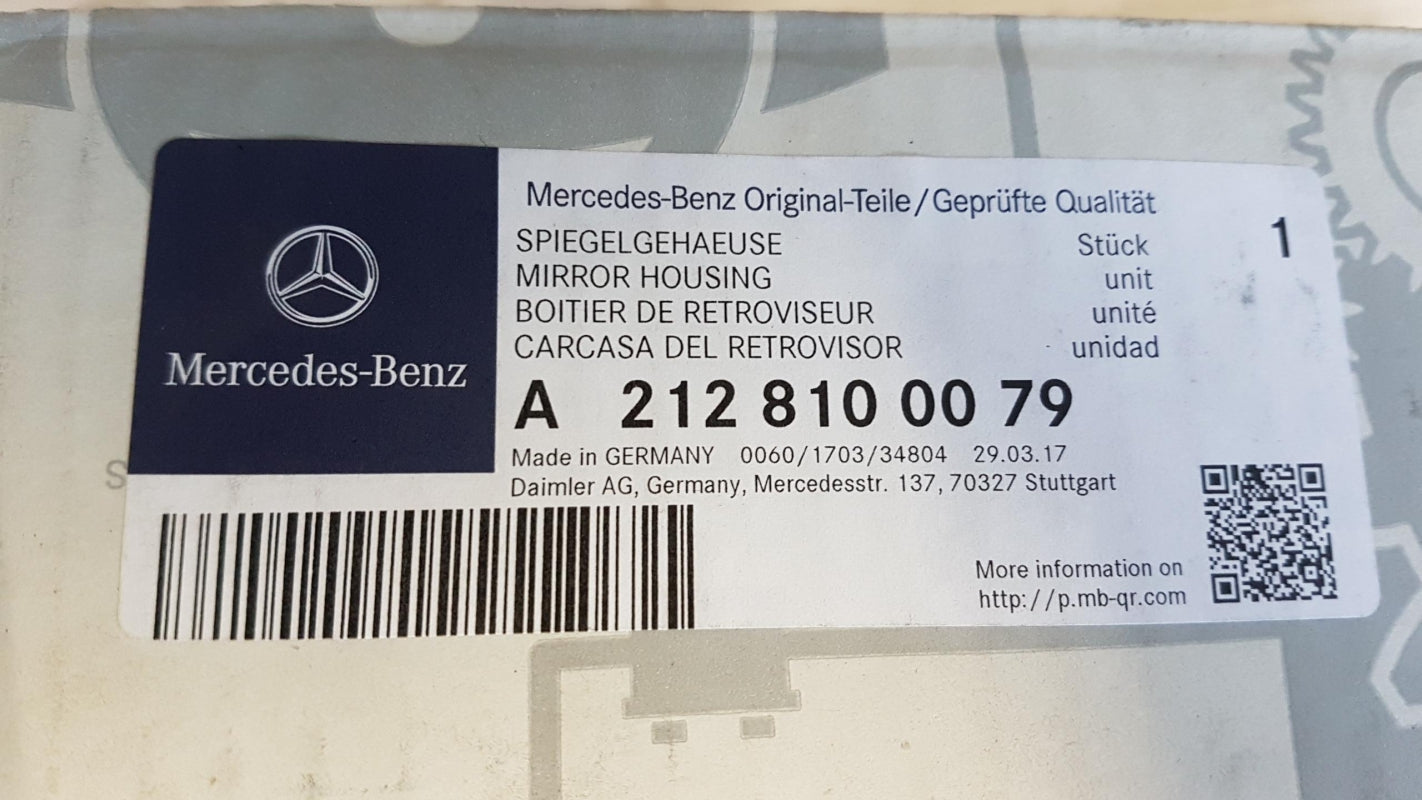 Mercedes-Benz
Mercedes-Benz Original-Teile/Geprüfte Qualität
SPIEGELGEHAEUSE Stück 1
MIRROR HOUSING unit
BOITIER DE RETROVISEUR unité
CARCASA DEL RETROVISOR unidad
A 212 810 00 79
Made in GERMANY 0060/1703/34804 29.03.17
Daimler AG, Germany, Mercedesstr. 137, 70327 Stuttgart
More information on
http://p.mb-qr.com
S